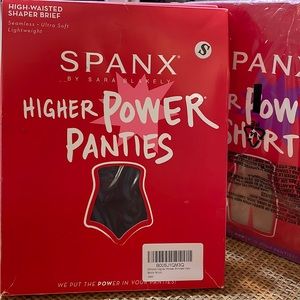 HIGH-WAISTED
SHAPER BRIEF
Seamless • Ultra Soft
Lightweight
S
SPANX®
BY SARA BLAKELY
HIGHER POWER
PANTIES
WE PUT THE POWER IN YOUR PANTIES!
SPAN
R POW
SHORT